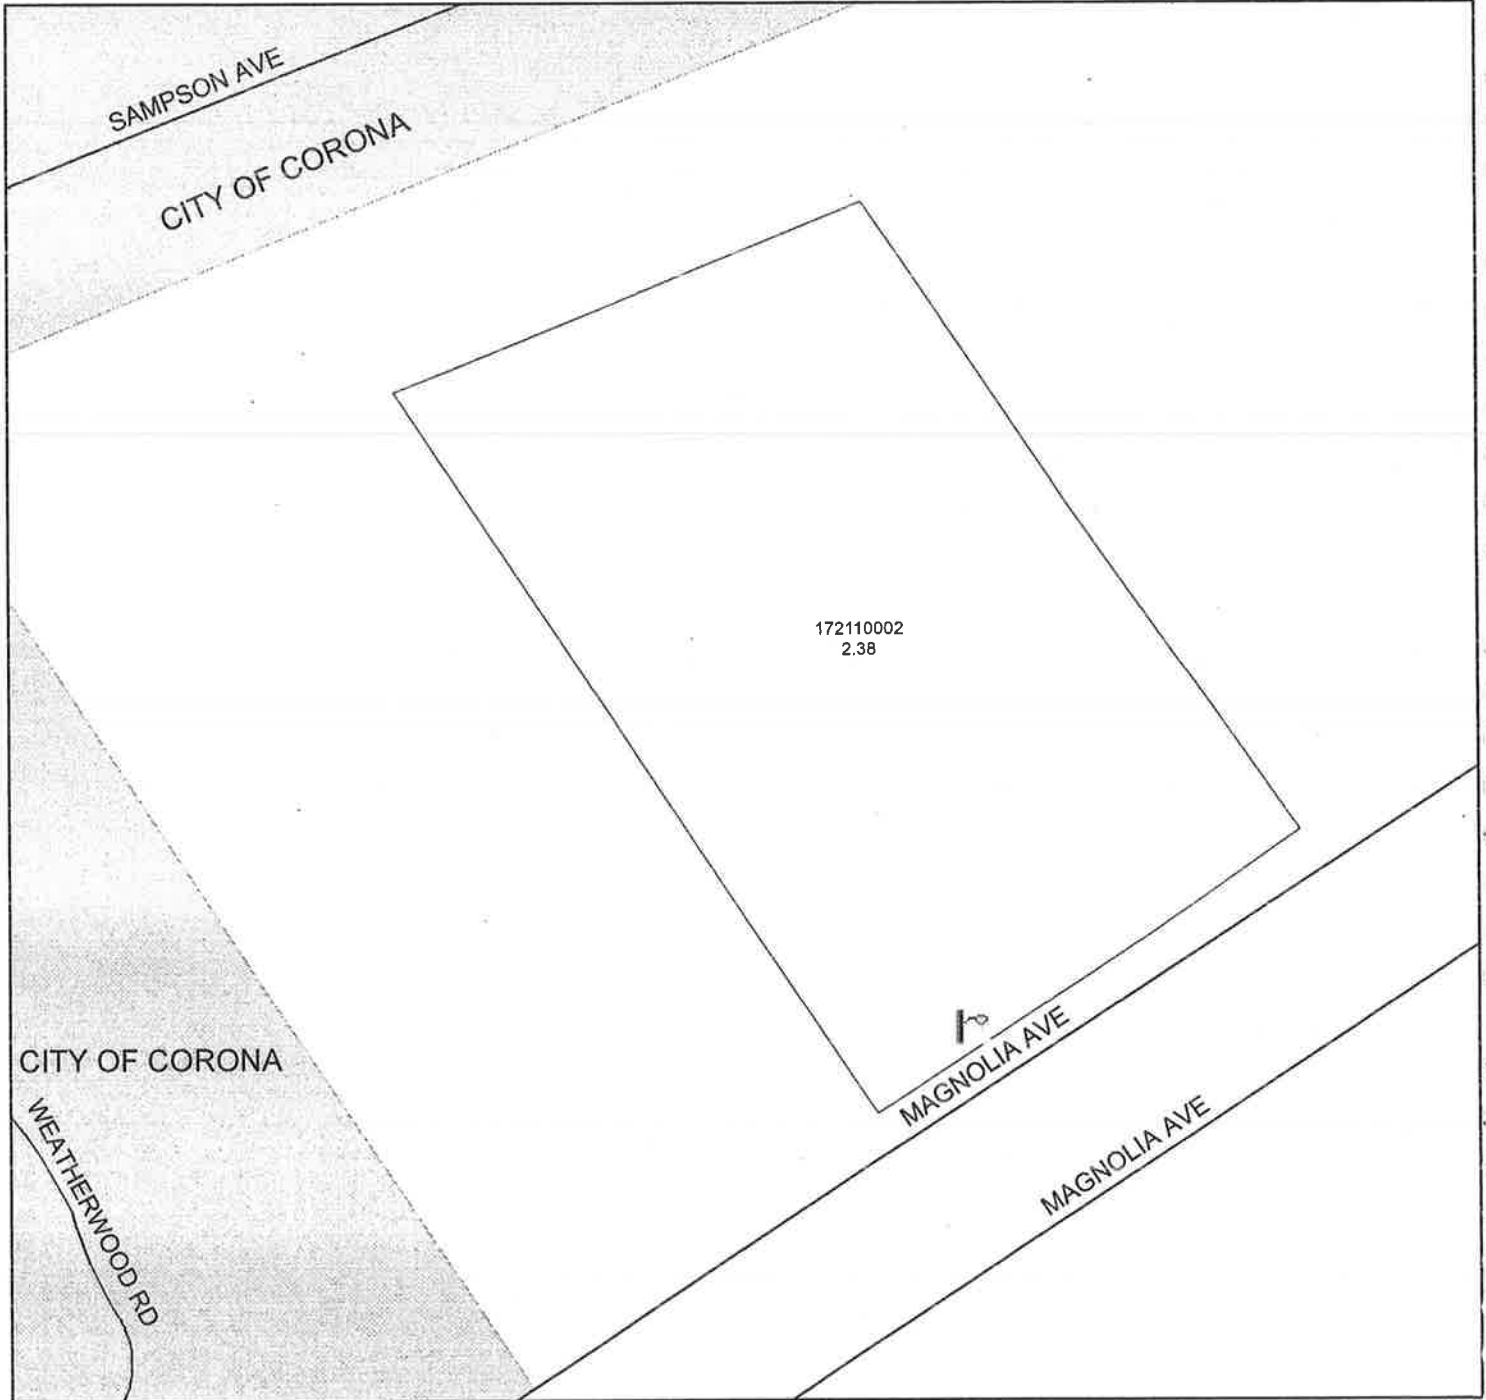 SAMPSON AVE
CITY OF CORONA
172110002
2.38
MAGNOLIA AVE
CITY OF CORONA
MAGNOLIA AVE
WEATHERWOOD RD